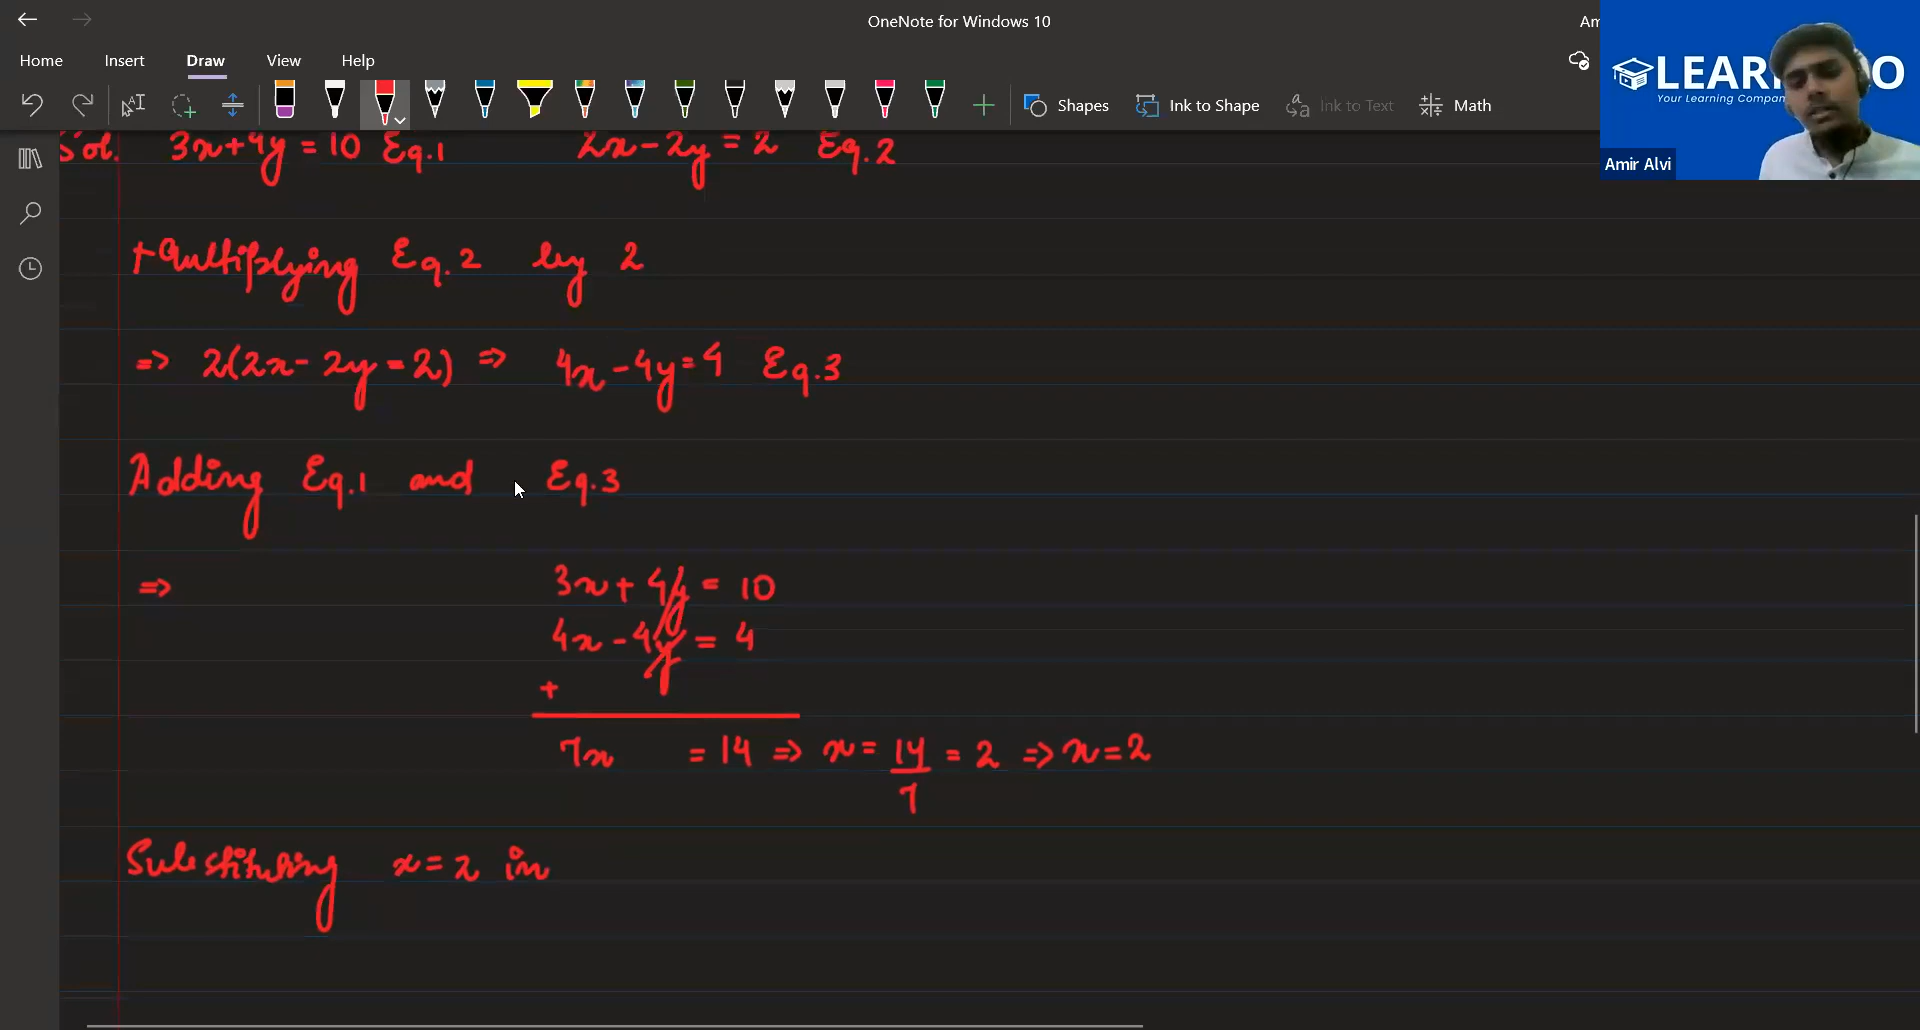 OneNote for Windows 10
Am
Home Insert Draw View Help
Shapes Ink to Shape Ink to Text Math
LEAR O
Your Learning Compan
Amir Alvi
Sol. 3x+4y = 10 Eq.1 2x-2y = 2 Eq.2
Multiplying Eq.2 by 2
=> 2(2x-2y=2) => 4x-4y=4 Eq.3
Adding Eq.1 and Eq.3
=> 3x+4y = 10
4x-4y = 4
+
7x = 14 => x = 14/7 = 2 => x=2
Substituting x=2 in